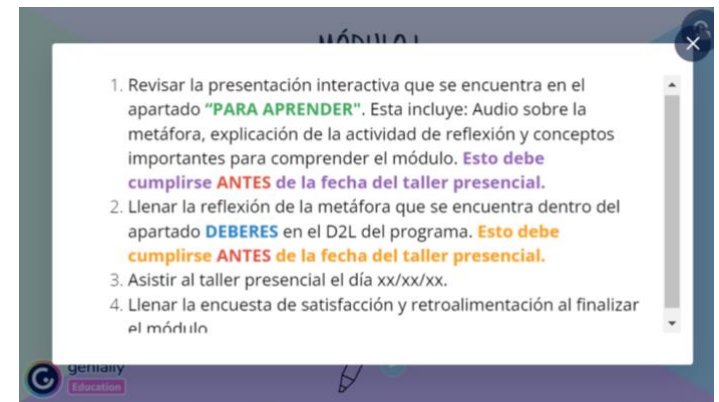 MÓDULO I
1. Revisar la presentación interactiva que se encuentra en el
apartado "PARA APRENDER". Esta incluye: Audio sobre la
metáfora, explicación de la actividad de reflexión y conceptos
importantes para comprender el módulo. Esto debe
cumplirse ANTES de la fecha del taller presencial.
2. Llenar la reflexión de la metáfora que se encuentra dentro del
apartado DEBERES en el D2L del programa. Esto debe
cumplirse ANTES de la fecha del taller presencial.
3. Asistir al taller presencial el día xx/xx/xx.
4. Llenar la encuesta de satisfacción y retroalimentación al finalizar
el módulo
genially
Education